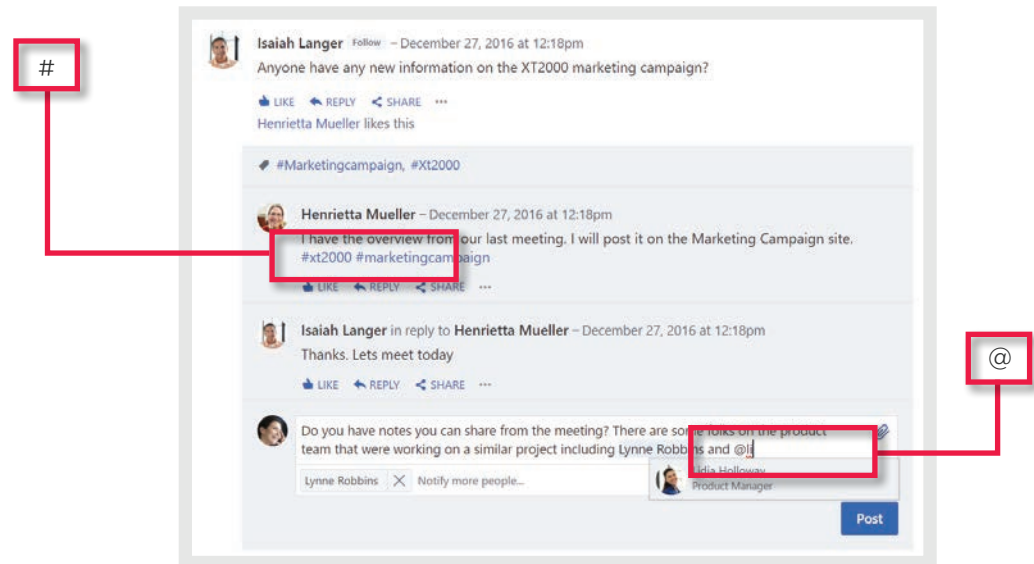 #
Isaiah Langer Follow – December 27, 2016 at 12:18pm
Anyone have any new information on the XT2000 marketing campaign?
LIKE REPLY SHARE ···
Henrietta Mueller likes this
#Marketingcampaign, #Xt2000
Henrietta Mueller – December 27, 2016 at 12:18pm
I have the overview from our last meeting. I will post it on the Marketing Campaign site.
#xt2000 #marketingcampaign
LIKE REPLY SHARE ···
Isaiah Langer in reply to Henrietta Mueller – December 27, 2016 at 12:18pm
Thanks. Lets meet today
LIKE REPLY SHARE ···
@
Do you have notes you can share from the meeting? There are some folks on the product
team that were working on a similar project including Lynne Robbins and @li
Lynne Robbins Notify more people...
Lidia Holloway
Product Manager
Post